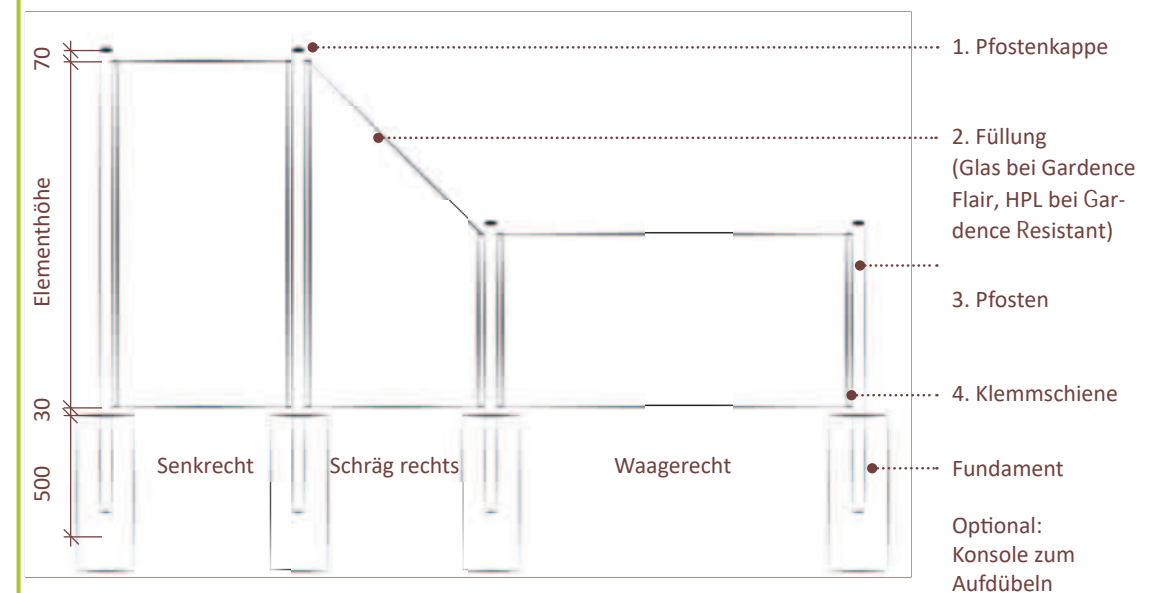 70
Elementhöhe
30
500
Senkrecht
Schräg rechts
Waagerecht
1. Pfostenkappe
2. Füllung
(Glas bei Gardence
Flair, HPL bei Gar-
dence Resistant)
3. Pfosten
4. Klemmschiene
Fundament
Optional:
Konsole zum
Aufdübeln